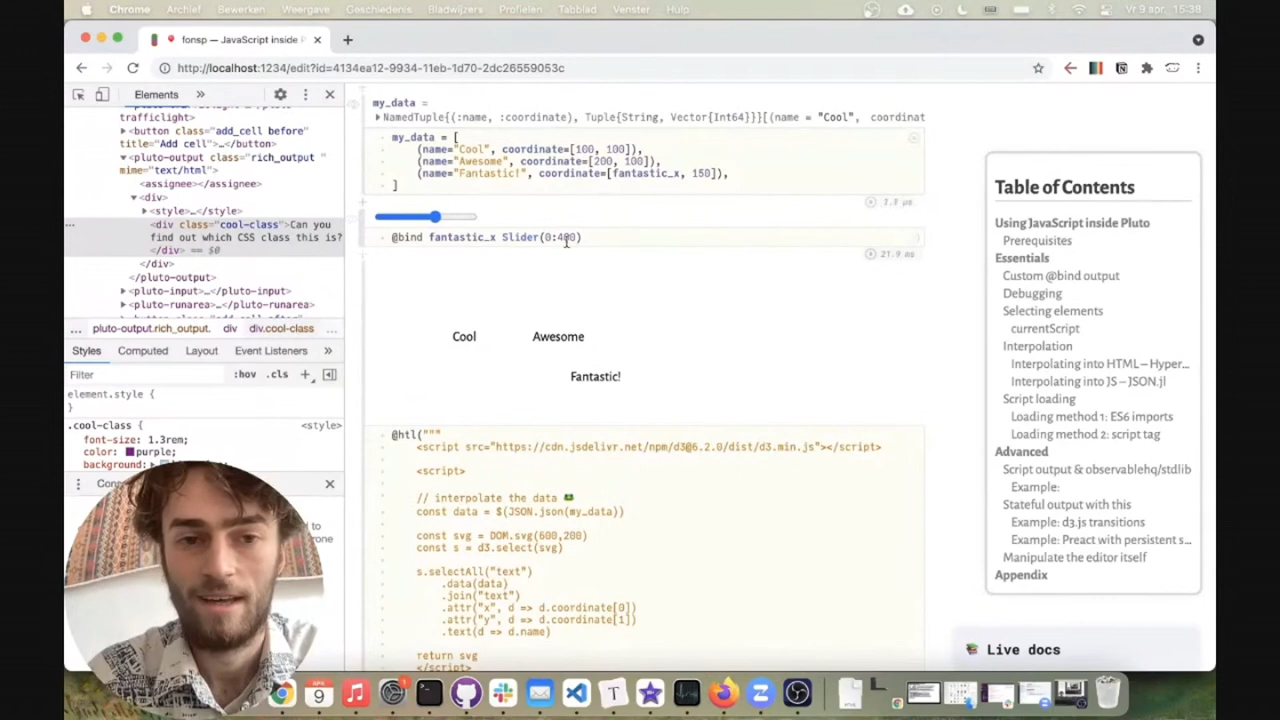 Chrome Archief Bewerken Weergave Geschiedenis Bladwijzers Profielen Tabblad Venster Hulp Vr 9 apr. 15:38
fonsp — JavaScript inside P
http://localhost:1234/edit?id=4134ea12-9934-11eb-1d70-2dc26559053c
Elements
trafficlight>
<button class="add_cell before"
title="Add cell">…</button>
<pluto-output class="rich_output "
mime="text/html">
<assignee></assignee>
<div>
<style>…</style>
<div class="cool-class">Can you
find out which CSS class this is?
</div> == $0
</div>
</pluto-output>
<pluto-input>…</pluto-input>
<pluto-runarea>…</pluto-runarea>
… pluto-output.rich_output. div div.cool-class …
Styles Computed Layout Event Listeners
Filter :hov .cls
element.style {
}
.cool-class { <style>
font-size: 1.3rem;
color: purple;
background:
my_data =
NamedTuple{(:name, :coordinate), Tuple{String, Vector{Int64}}}[(name = "Cool", coordinat
my_data = [
(name="Cool", coordinate=[100, 100]),
(name="Awesome", coordinate=[200, 100]),
(name="Fantastic!", coordinate=[fantastic_x, 150]),
]
@bind fantastic_x Slider(0:400)
21.9 ms
Cool Awesome
Fantastic!
@htl("""
<script src="https://cdn.jsdelivr.net/npm/d3@6.2.0/dist/d3.min.js"></script>
<script>
// interpolate the data 🐸
const data = $(JSON.json(my_data))
const svg = DOM.svg(600,200)
const s = d3.select(svg)
s.selectAll("text")
.data(data)
.join("text")
.attr("x", d => d.coordinate[0])
.attr("y", d => d.coordinate[1])
.text(d => d.name)
return svg
</script>
Table of Contents
Using JavaScript inside Pluto
Prerequisites
Essentials
Custom @bind output
Debugging
Selecting elements
currentScript
Interpolation
Interpolating into HTML – Hyper...
Interpolating into JS – JSON.jl
Script loading
Loading method 1: ES6 imports
Loading method 2: script tag
Advanced
Script output & observablehq/stdlib
Example:
Stateful output with this
Example: d3.js transitions
Example: Preact with persistent s...
Manipulate the editor itself
Appendix
Live docs
APR
9